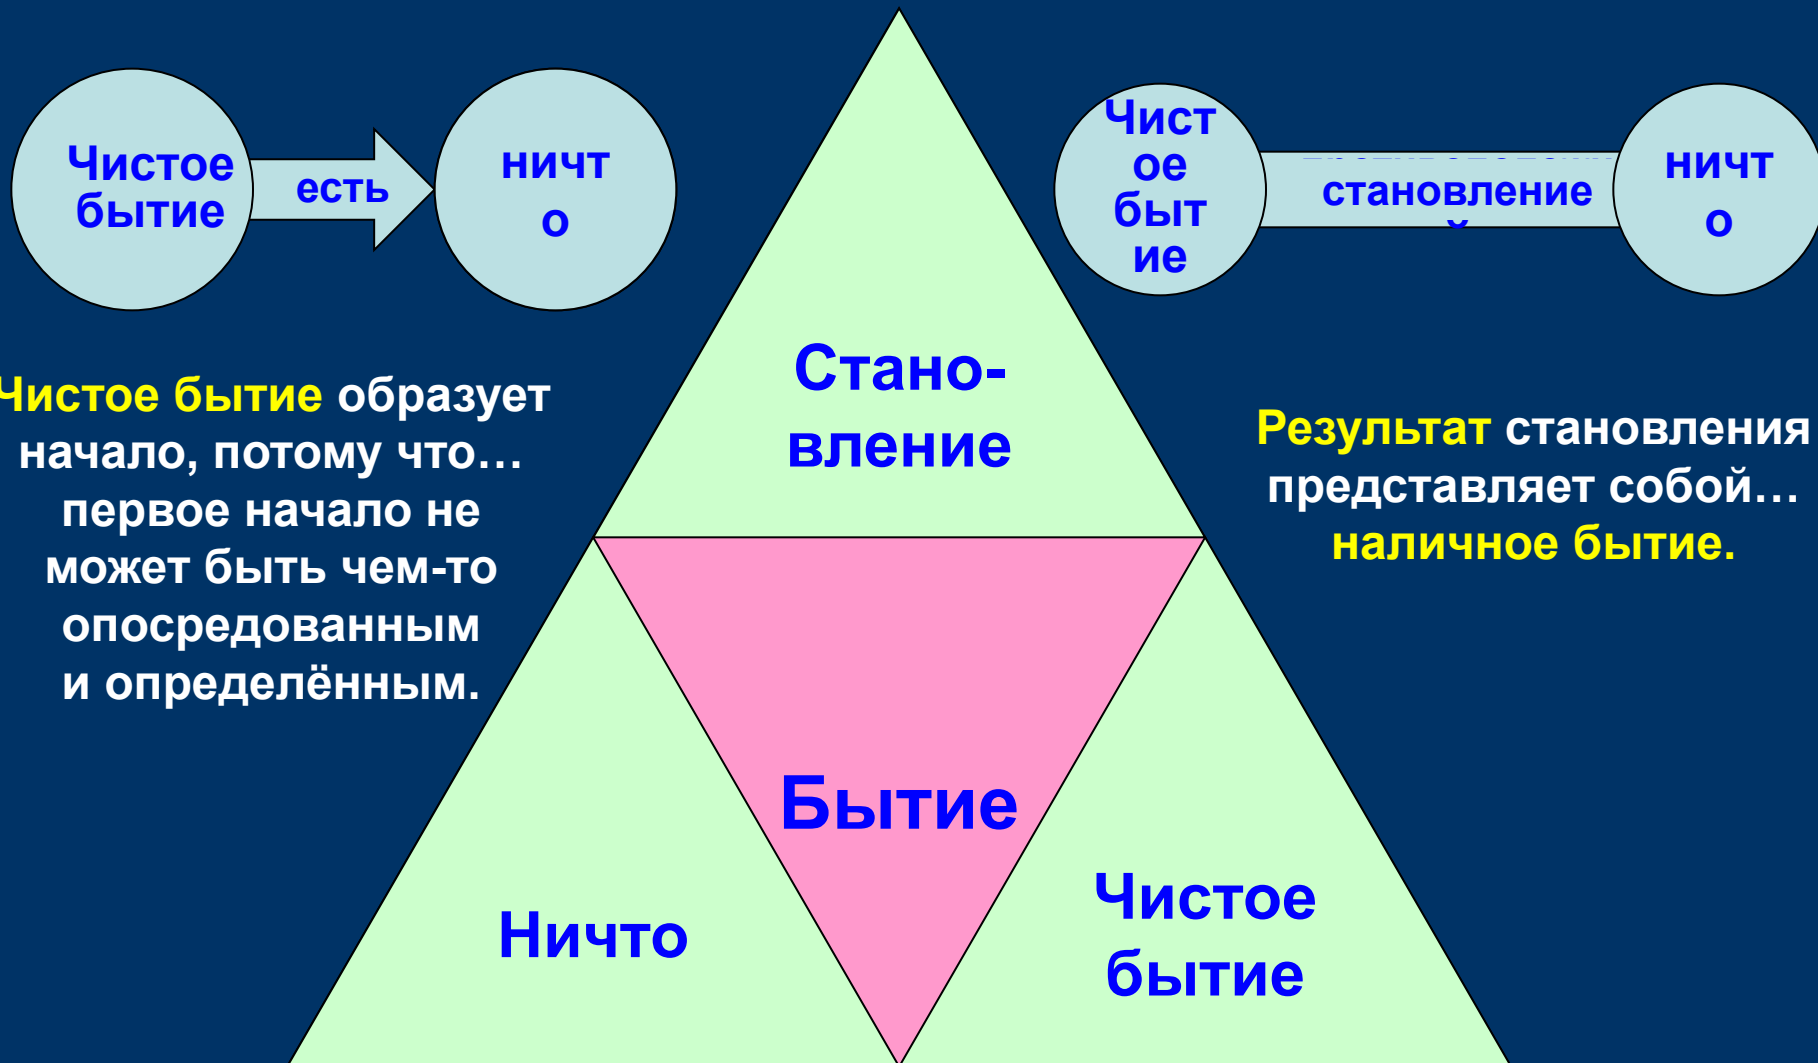 Чистое
бытие
есть
ничт
о
Чист
ое
быт
ие
становление
ничт
о
Чистое бытие образует
начало, потому что…
первое начало не
может быть чем-то
опосредованным
и определённым.
Стано-
вление
Результат становления
представляет собой…
наличное бытие.
Бытие
Ничто
Чистое
бытие